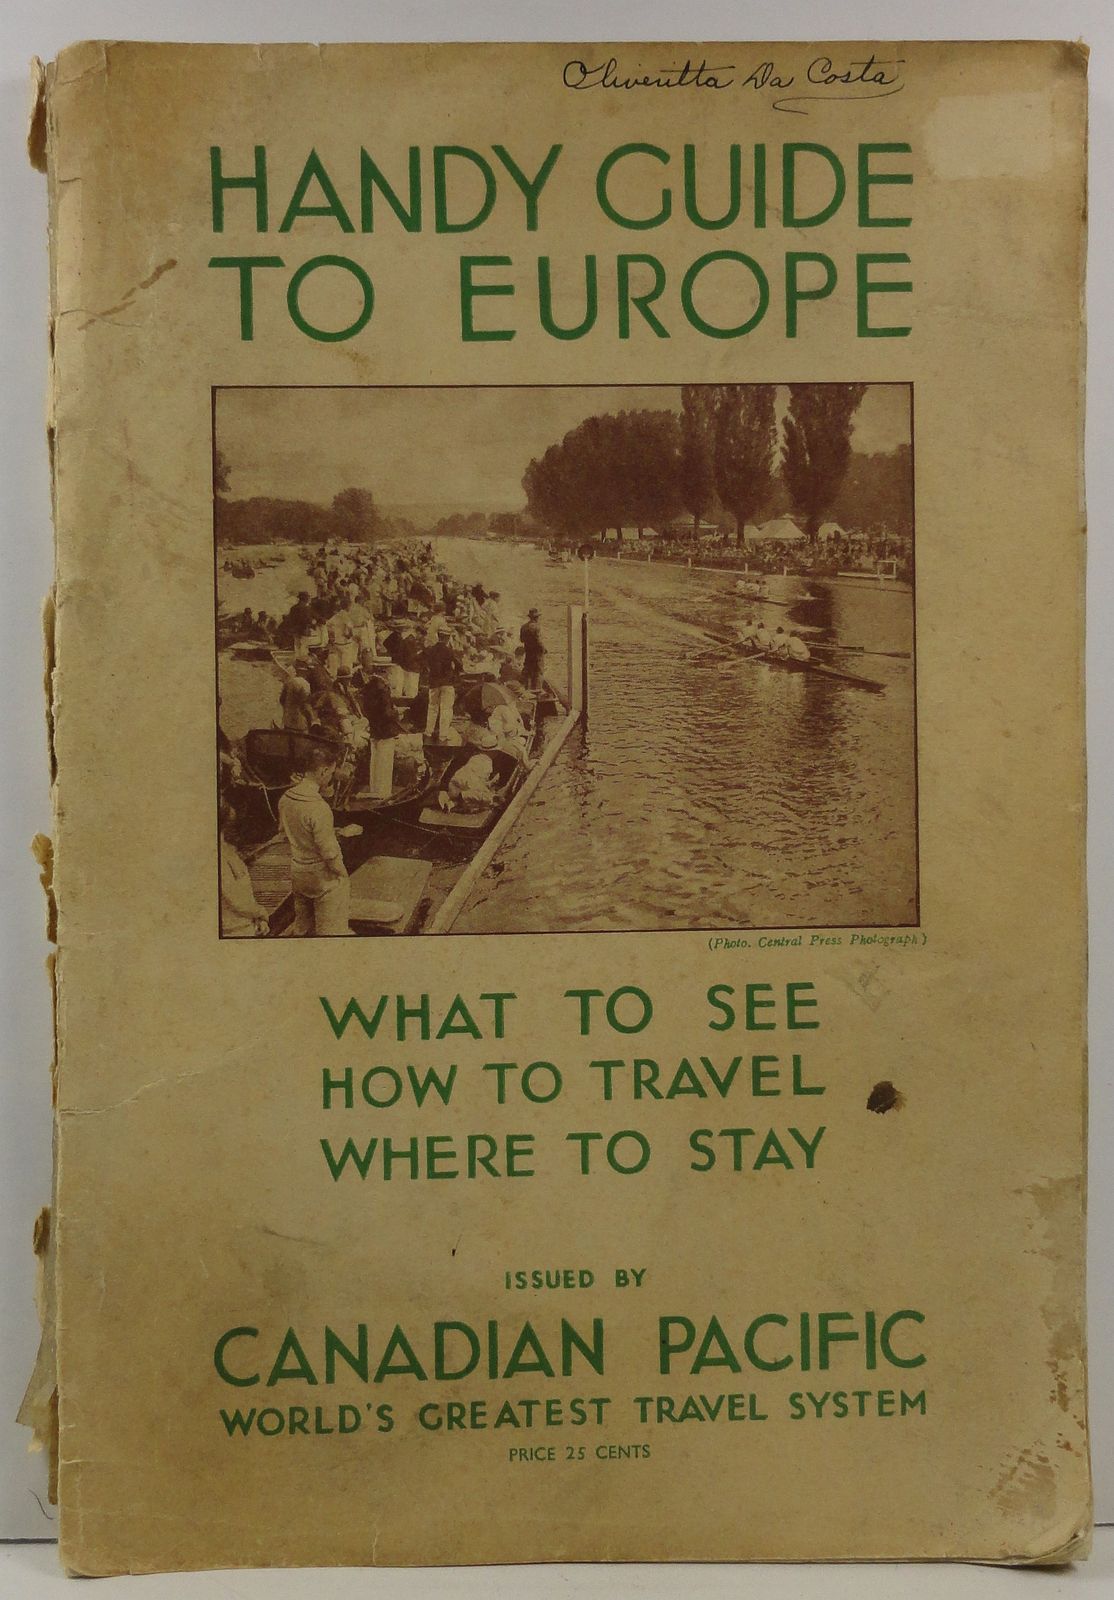 Oliveritta Da Costa
HANDY GUIDE
TO EUROPE
(Photo. Central Press Photograph)
WHAT TO SEE
HOW TO TRAVEL
WHERE TO STAY
ISSUED BY
CANADIAN PACIFIC
WORLD'S GREATEST TRAVEL SYSTEM
PRICE 25 CENTS